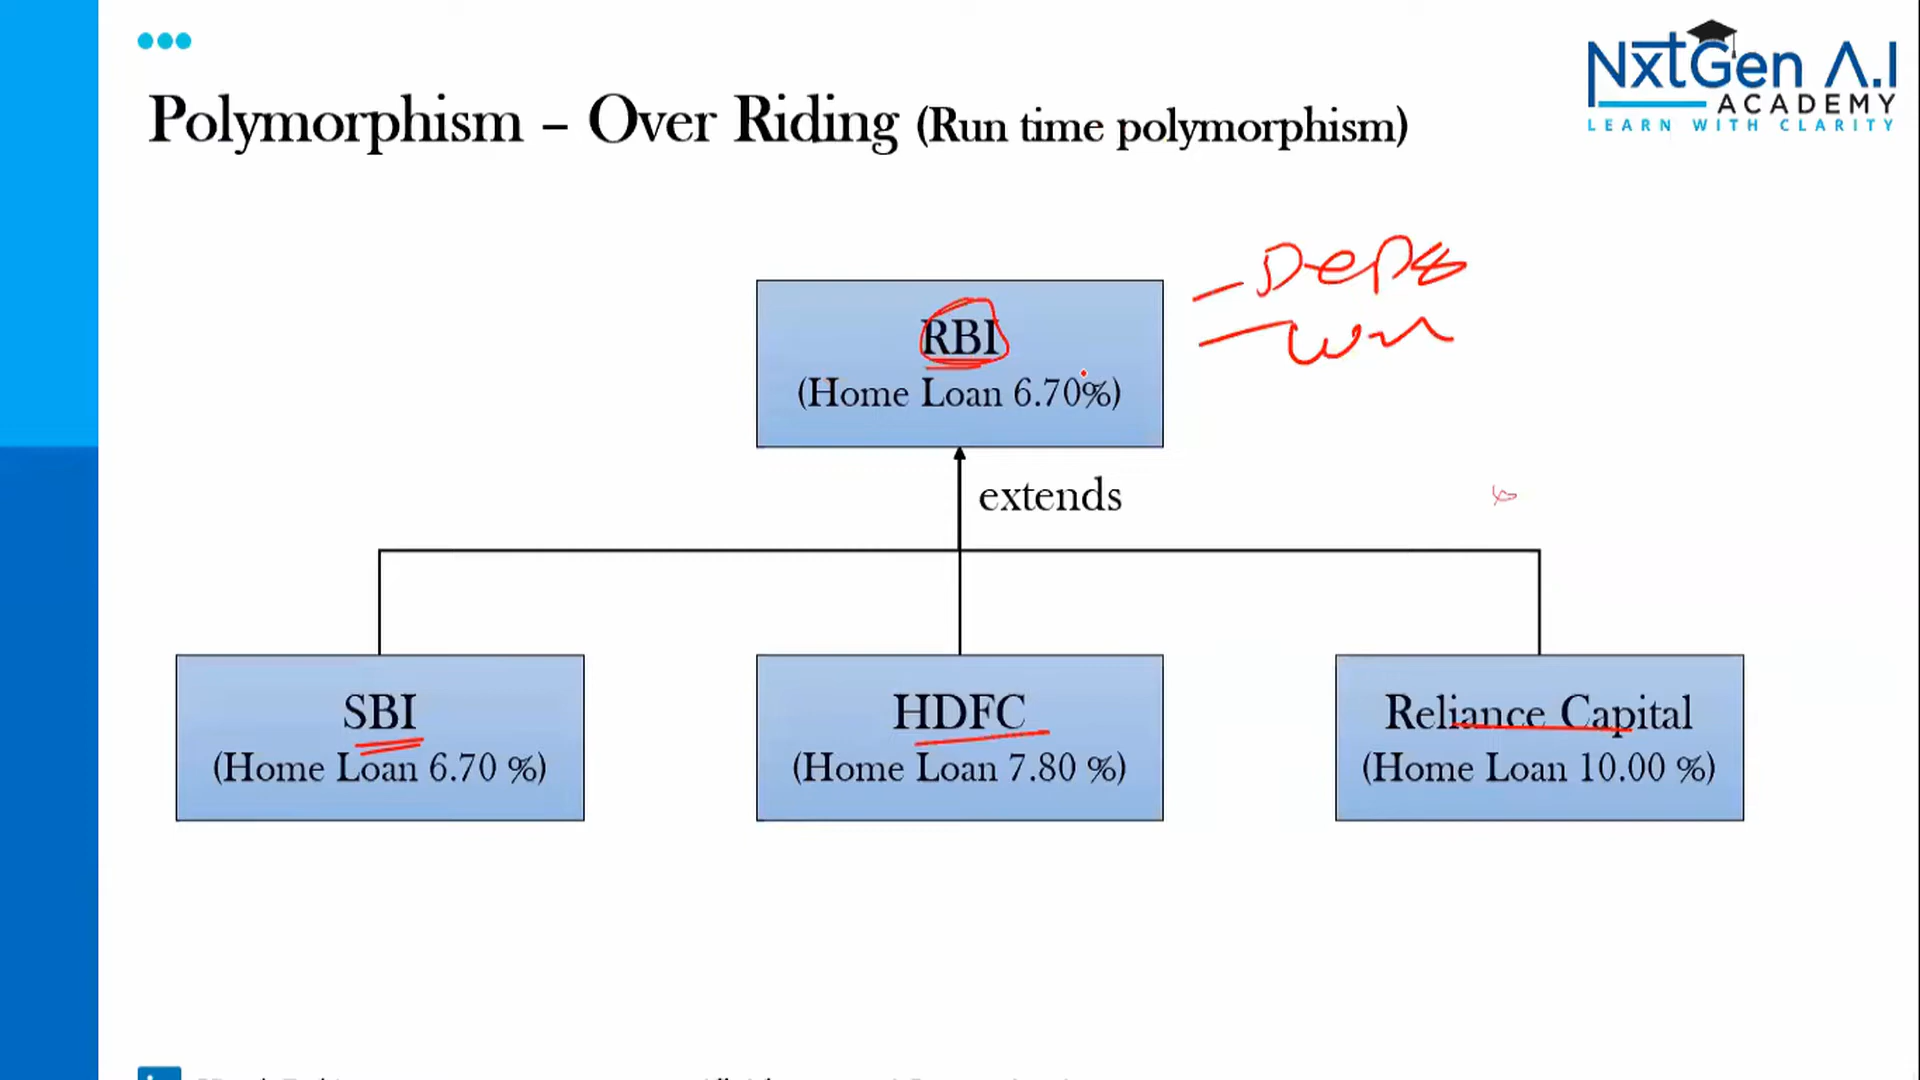 NxtGen A.I
ACADEMY
LEARN WITH CLARITY
Polymorphism – Over Riding (Run time polymorphism)
RBI
(Home Loan 6.70%)
extends
SBI
(Home Loan 6.70 %)
HDFC
(Home Loan 7.80 %)
Reliance Capital
(Home Loan 10.00 %)